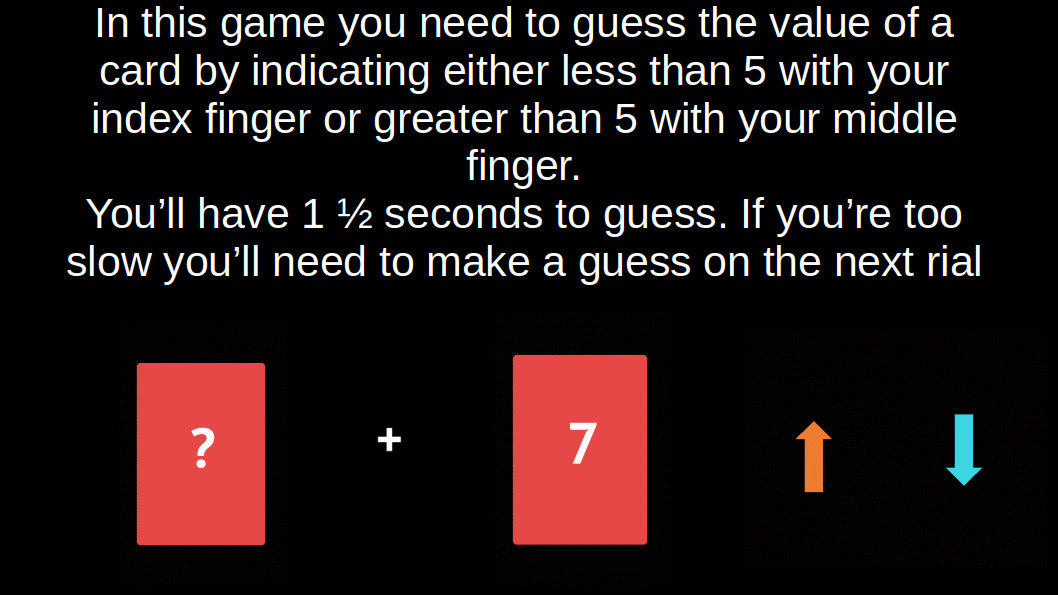 In this game you need to guess the value of a
card by indicating either less than 5 with your
index finger or greater than 5 with your middle
finger.
You’ll have 1 ½ seconds to guess. If you’re too
slow you’ll need to make a guess on the next rial
? + 7